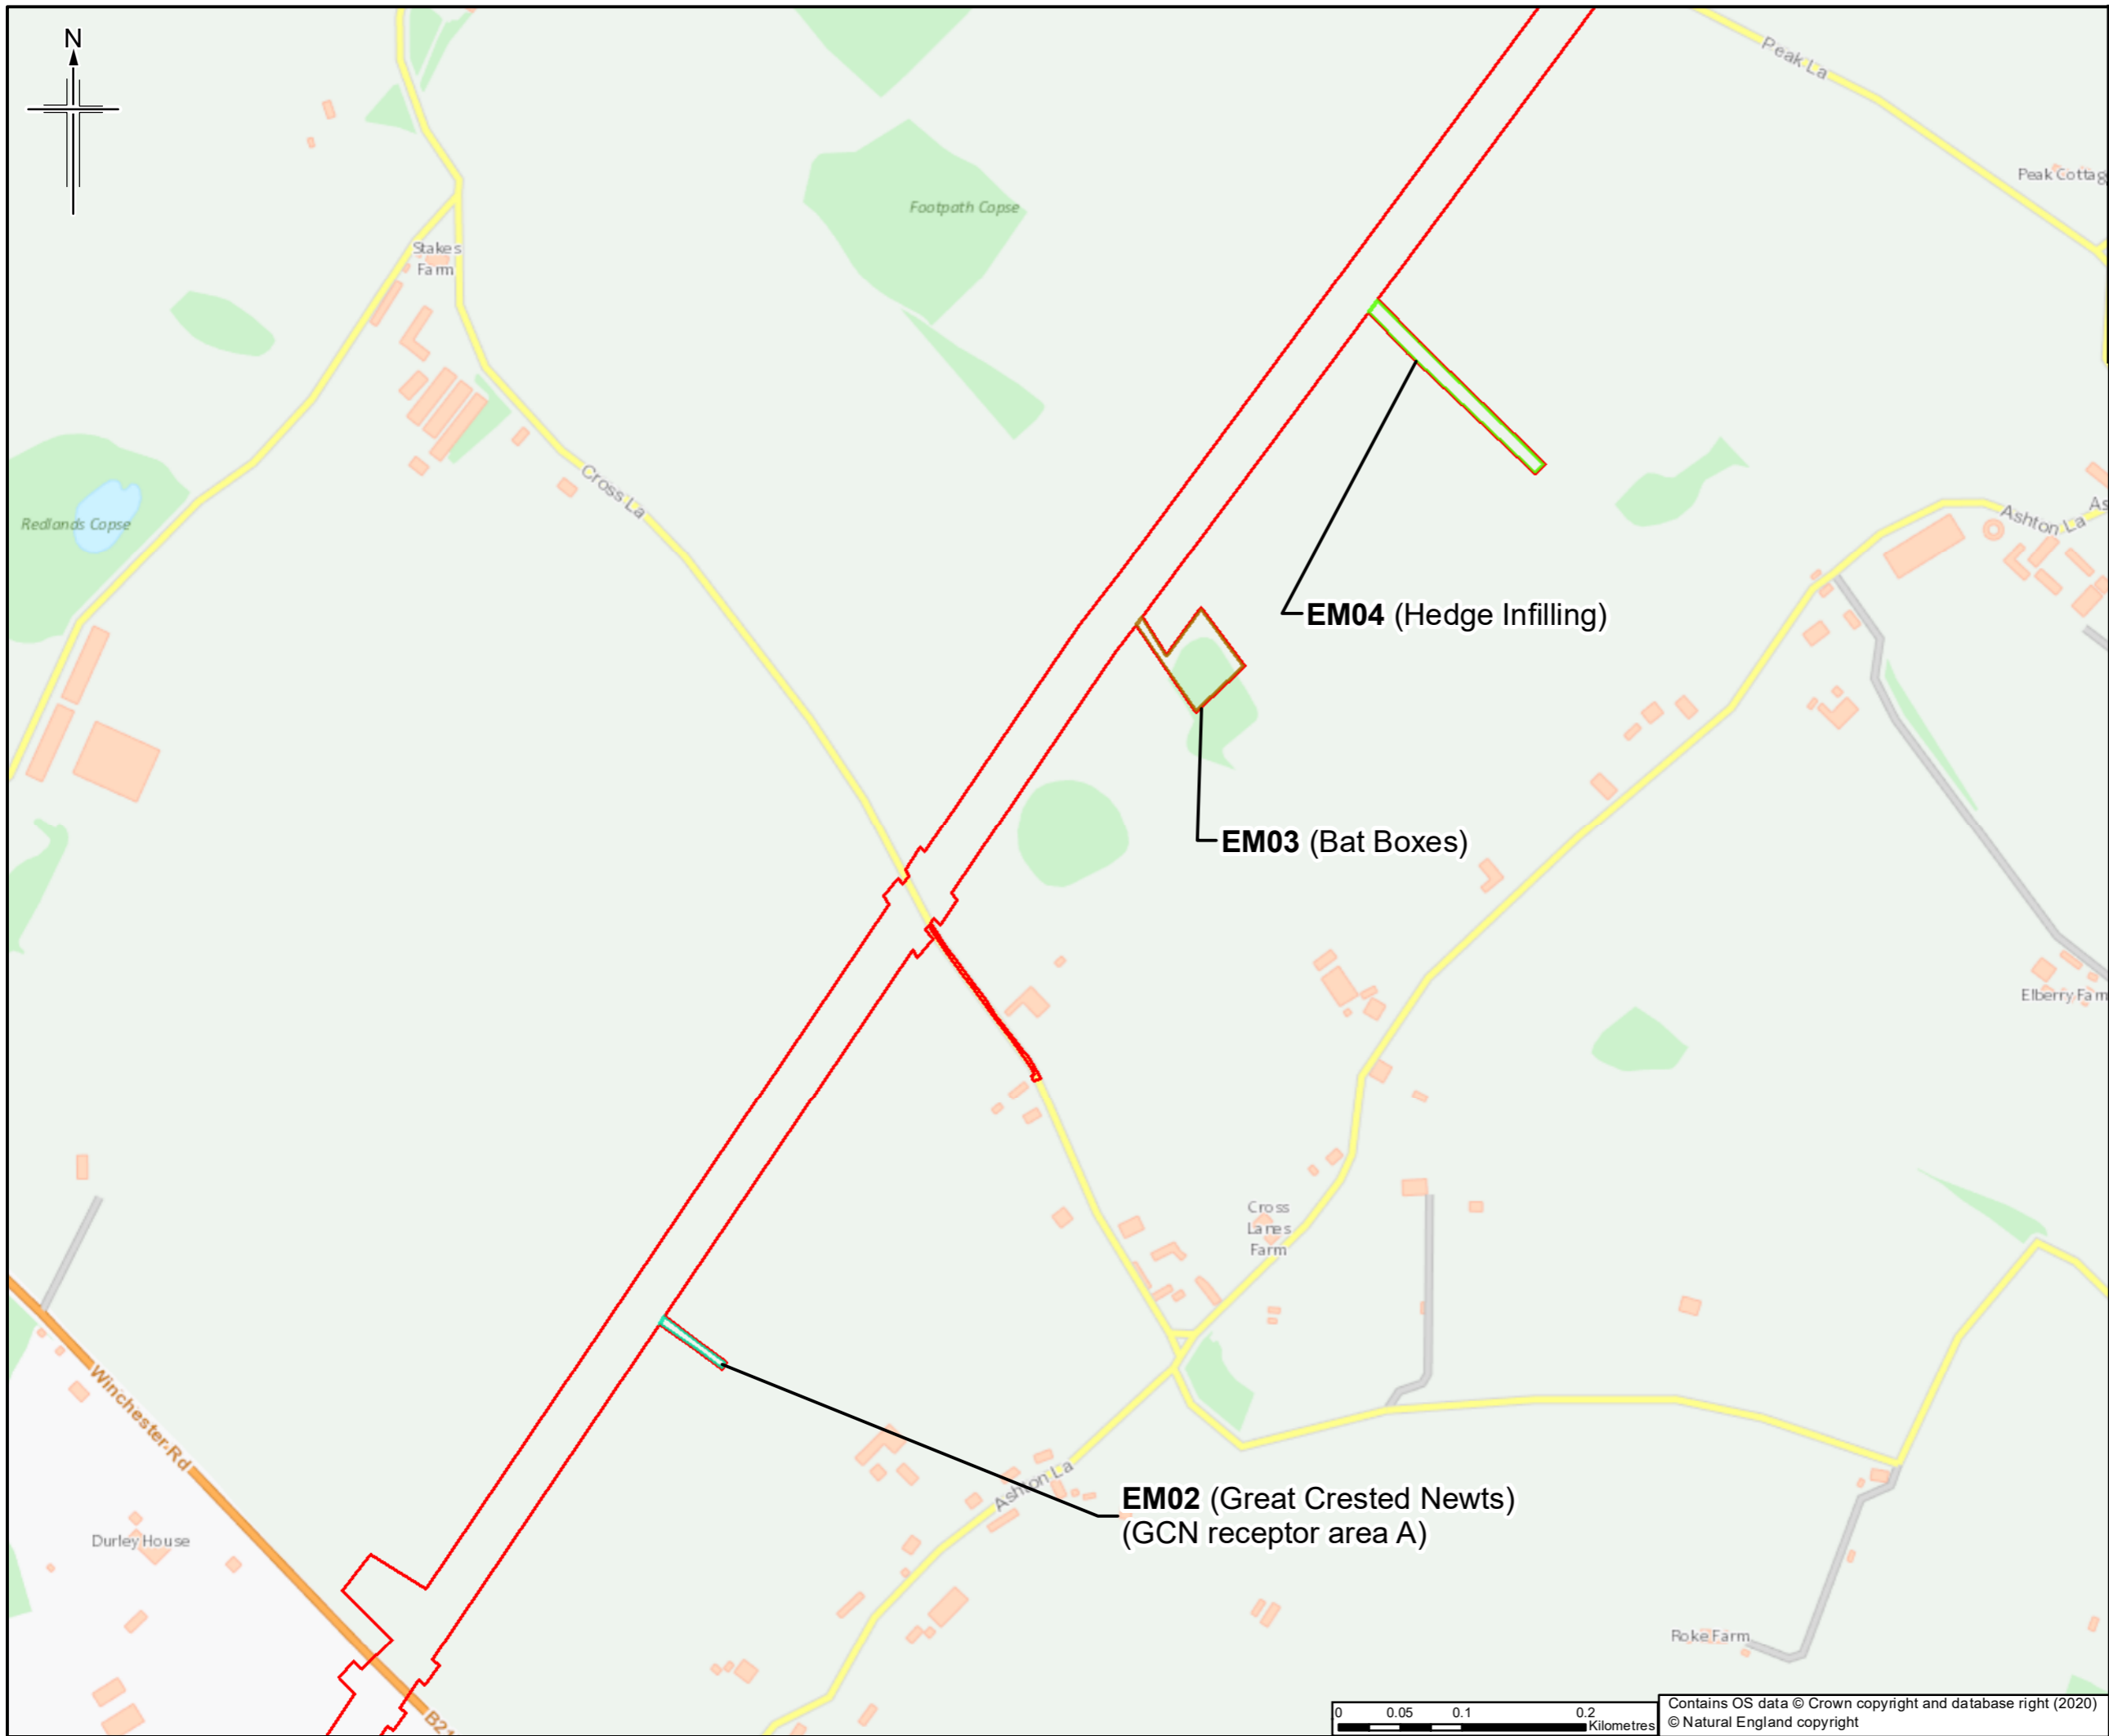 N
Peak La
Peak Cottag
Footpath Copse
Stakes
Farm
Cross La
Redlands Copse
Ashton La
As
EM04 (Hedge Infilling)
EM03 (Bat Boxes)
Elberry Farm
Cross
Lanes
Farm
Winchester Rd
Ashton La
EM02 (Great Crested Newts)
(GCN receptor area A)
Durley House
Roke Farm
B21
0 0.05 0.1 0.2
Kilometres
Contains OS data © Crown copyright and database right (2020)
© Natural England copyright